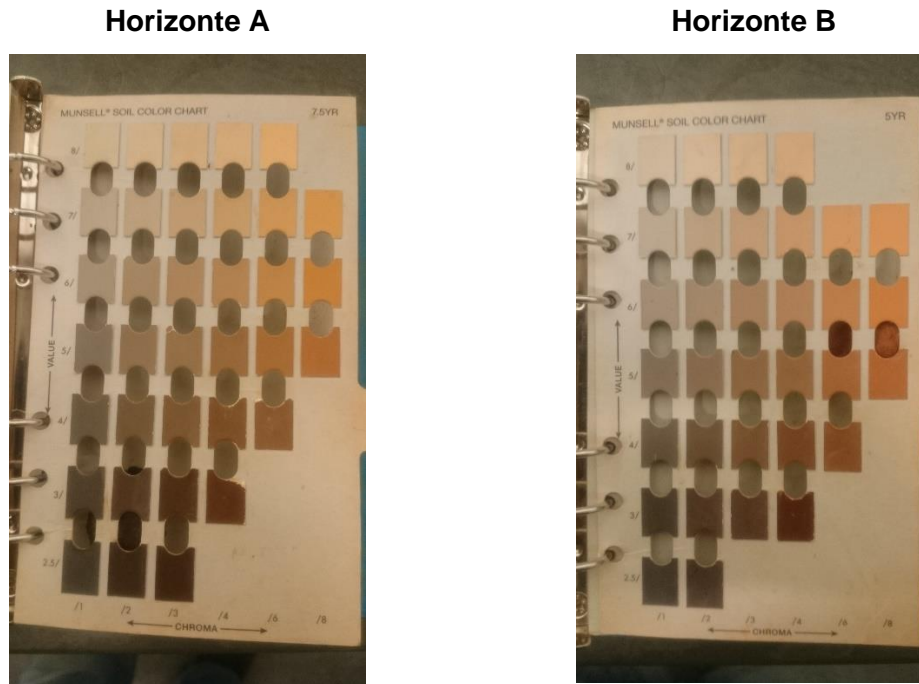 Horizonte A
Horizonte B
MUNSELL® SOIL COLOR CHART 7.5YR
8/
7/
6/
5/
4/
3/
2.5/
VALUE
/1 /2 /3 /4 /6 /8
CHROMA
MUNSELL® SOIL COLOR CHART 5YR
8/
7/
6/
5/
4/
3/
2.5/
VALUE
/1 /2 /3 /4 /6 /8
CHROMA